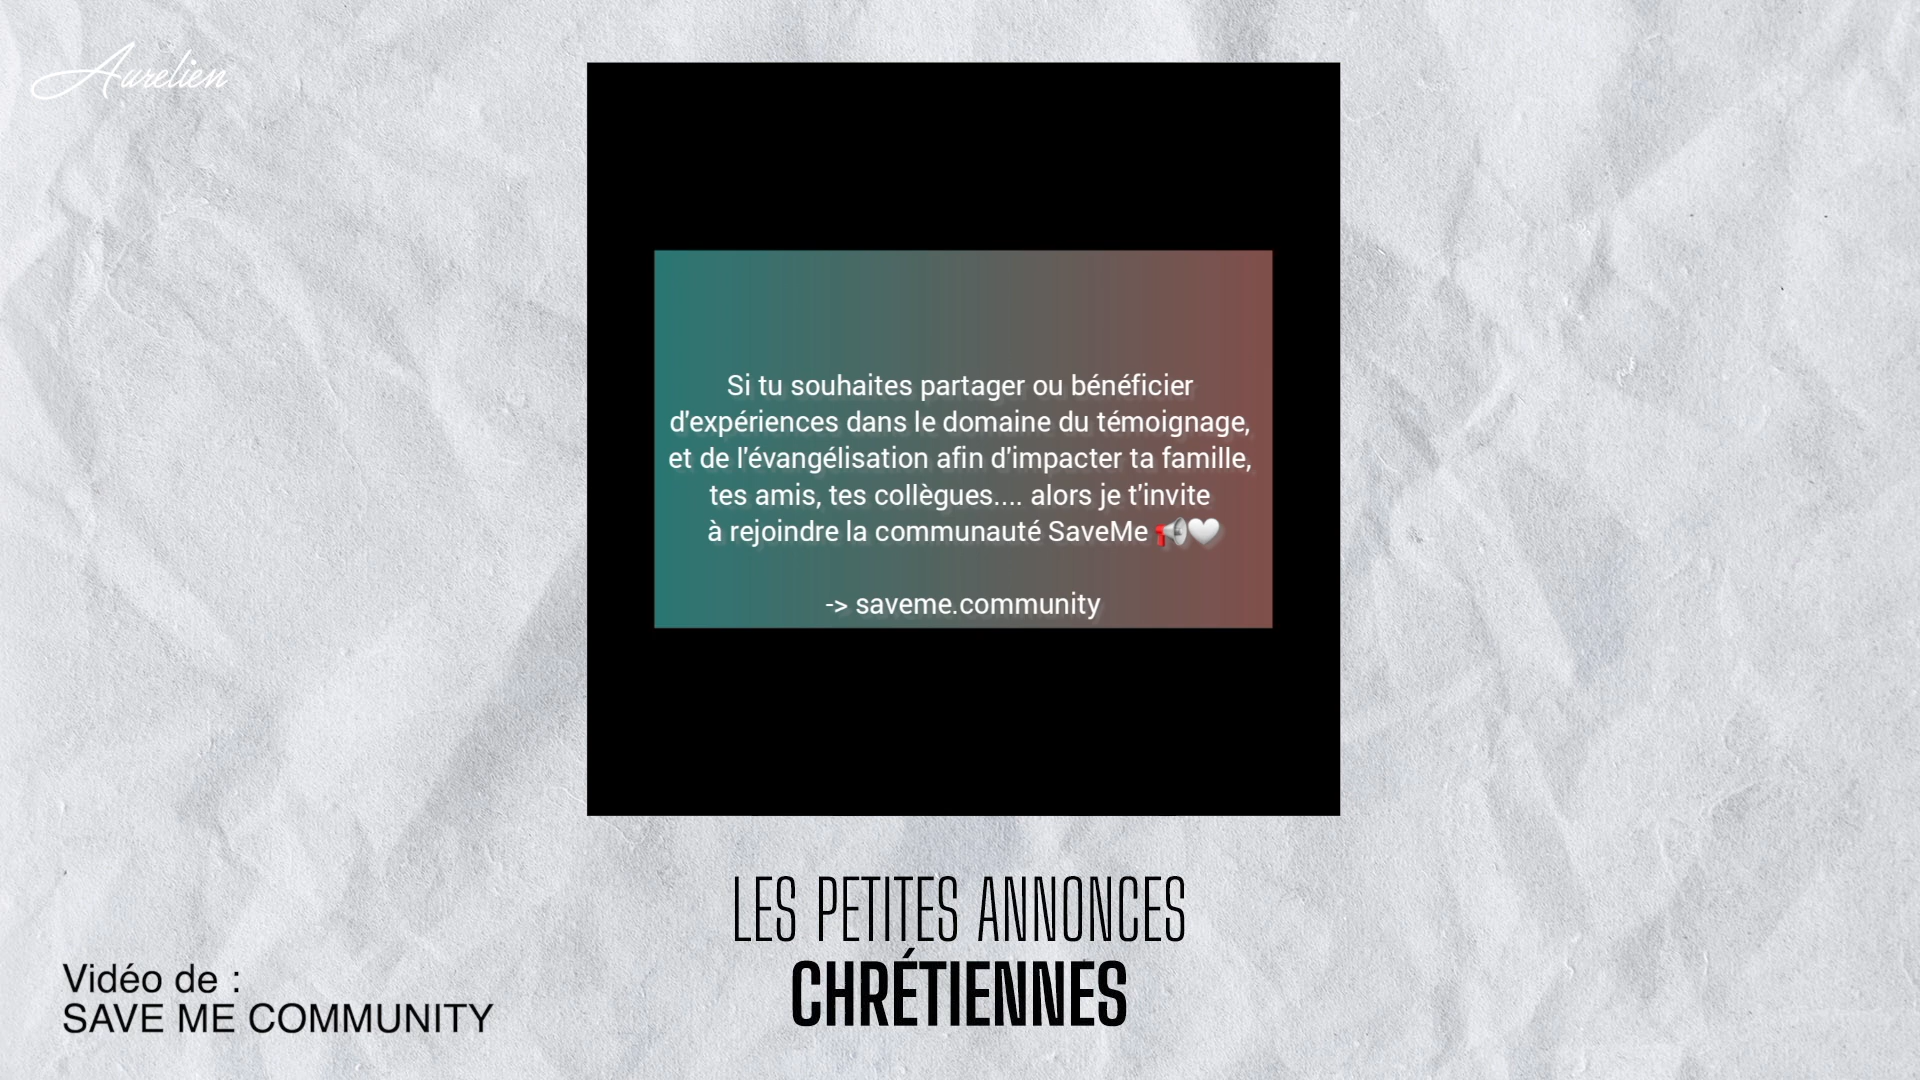 Aurelien
Si tu souhaites partager ou bénéficier
d'expériences dans le domaine du témoignage,
et de l'évangélisation afin d'impacter ta famille,
tes amis, tes collègues.... alors je t'invite
à rejoindre la communauté SaveMe 📢🤍
-> saveme.community
LES PETITES ANNONCES
CHRÉTIENNES
Vidéo de :
SAVE ME COMMUNITY